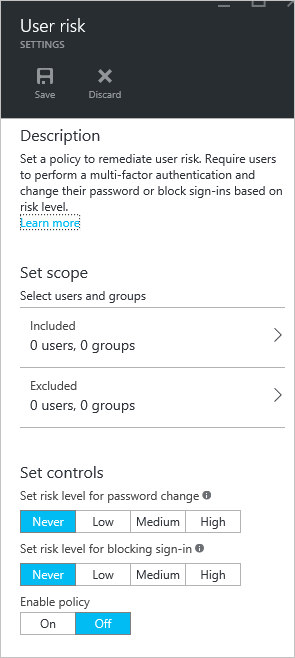 User risk
SETTINGS
Save Discard
Description
Set a policy to remediate user risk. Require users
to perform a multi-factor authentication and
change their password or block sign-ins based on
risk level.
Learn more
Set scope
Select users and groups
Included
0 users, 0 groups
Excluded
0 users, 0 groups
Set controls
Set risk level for password change
Never Low Medium High
Set risk level for blocking sign-in
Never Low Medium High
Enable policy
On Off